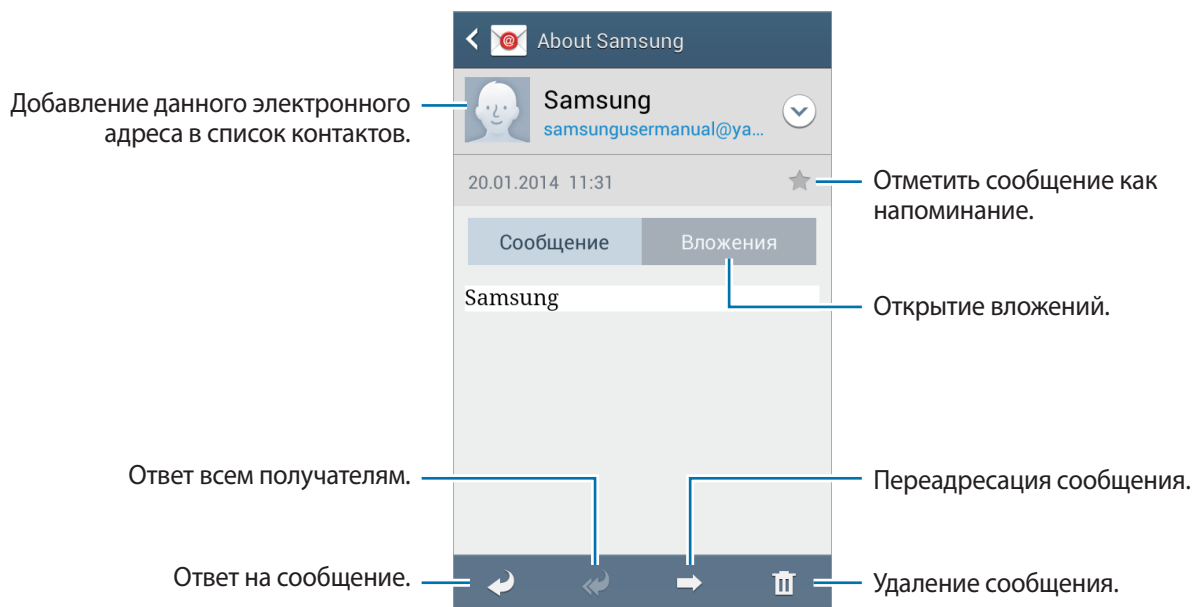 About Samsung
Добавление данного электронного
адреса в список контактов.
Samsung
samsungusermanual@ya...
20.01.2014 11:31
Отметить сообщение как
напоминание.
Сообщение
Вложения
Samsung
Открытие вложений.
Ответ всем получателям.
Переадресация сообщения.
Ответ на сообщение.
Удаление сообщения.